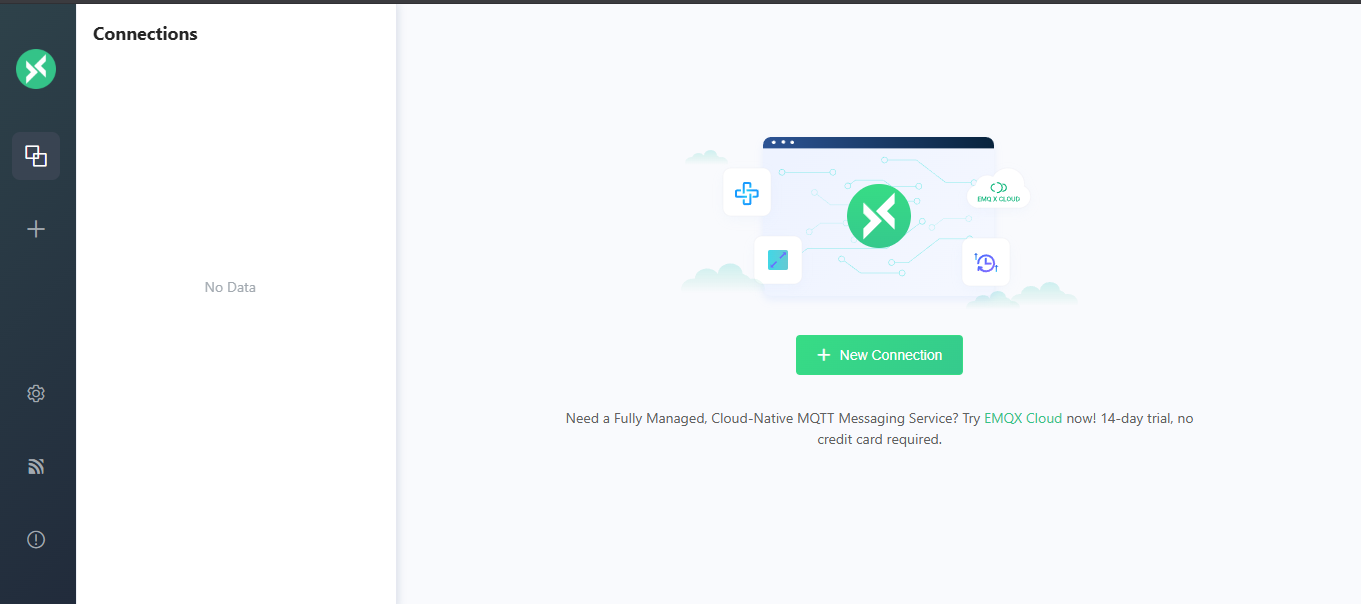 Connections
No Data
EMQ X CLOUD
New Connection
Need a Fully Managed, Cloud-Native MQTT Messaging Service? Try EMQX Cloud now! 14-day trial, no
credit card required.